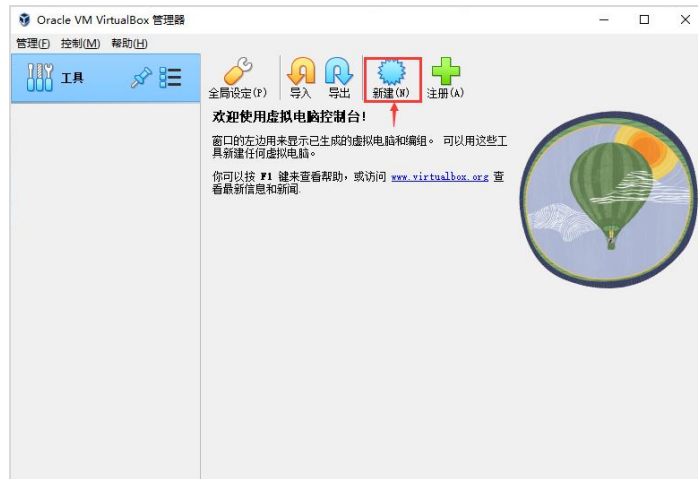 Oracle VM VirtualBox 管理器
管理(F) 控制(M) 帮助(H)
工具
全局设定(P) 导入 导出 新建(N) 注册(A)
欢迎使用虚拟电脑控制台!
窗口的左边用来显示已生成的虚拟电脑和编组。 可以用这些工
具新建任何虚拟电脑。
你可以按 F1 键来查看帮助，或访问 www.virtualbox.org 查
看最新信息和新闻.